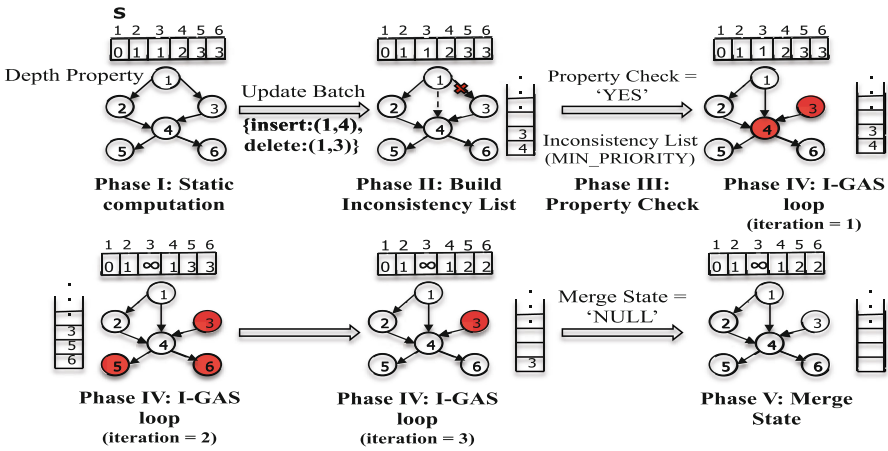 S
1 2 3 4 5 6
0 1 1 2 3 3
Depth Property
1
2 3
4
5 6
Phase I: Static
computation
Update Batch
{insert:(1,4),
delete:(1,3)}
1 2 3 4 5 6
0 1 1 2 3 3
1
2 3
4
5 6
3
4
Phase II: Build
Inconsistency List
Property Check =
‘YES’
Inconsistency List
(MIN_PRIORITY)
Phase III:
Property Check
1 2 3 4 5 6
0 1 1 2 3 3
1
2 3
4
5 6
3
4
Phase IV: I-GAS
loop
(iteration = 1)
1 2 3 4 5 6
0 1 ∞ 1 3 3
3
5
6
1
2 3
4
5 6
Phase IV: I-GAS
loop
(iteration = 2)
1 2 3 4 5 6
0 1 ∞ 1 2 2
1
2 3
4
5 6
3
Phase IV: I-GAS
loop
(iteration = 3)
Merge State =
‘NULL’
1 2 3 4 5 6
0 1 ∞ 1 2 2
1
2 3
4
5 6
Phase V: Merge
State